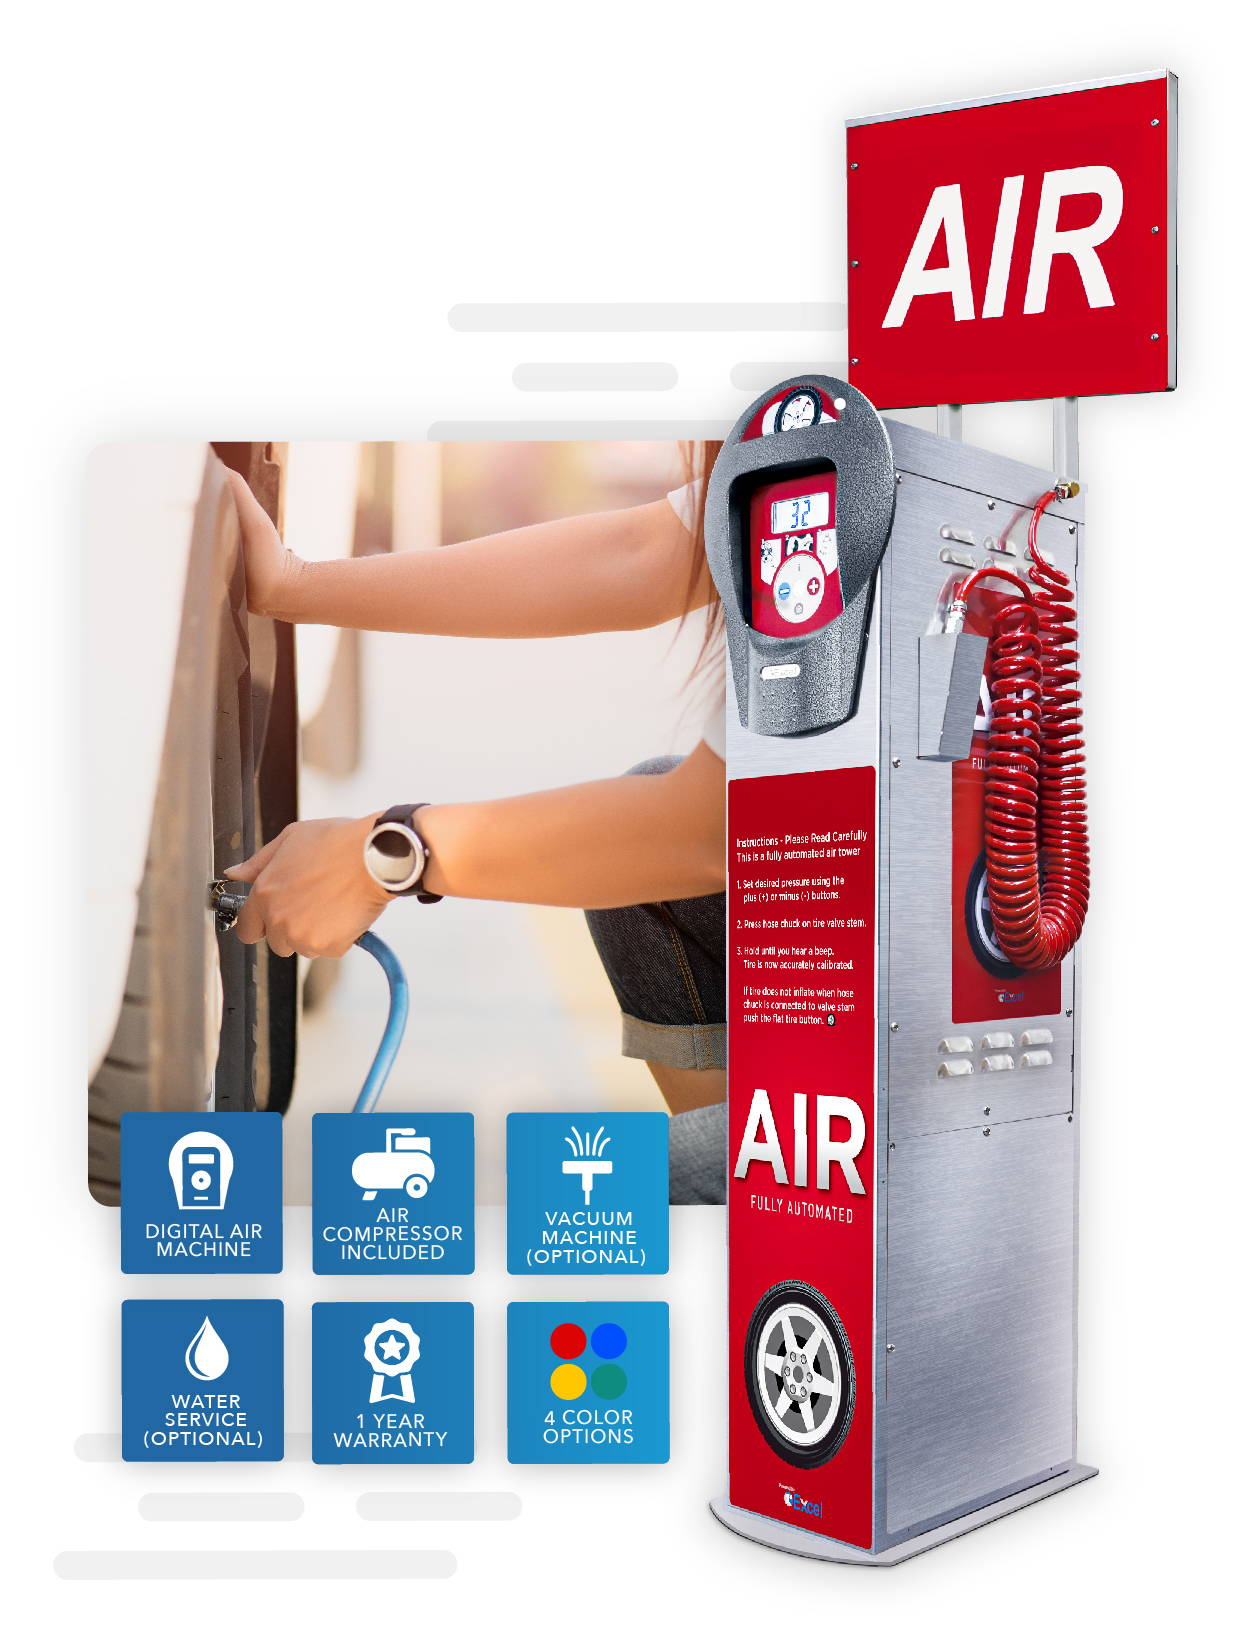 AIR
32
Instructions - Please Read Carefully
This is a fully automated air tower
1. Set desired pressure using the
plus (+) or minus (-) buttons.
2. Press hose chuck on tire valve stem.
3. Hold until you hear a beep.
Tire is now accurately calibrated.
If tire does not inflate when hose
chuck is connected to valve stem
push the flat tire button.
AIR
FULLY AUTOMATED
Excel
Excel
DIGITAL AIR
MACHINE
AIR
COMPRESSOR
INCLUDED
VACUUM
MACHINE
(OPTIONAL)
WATER
SERVICE
(OPTIONAL)
1 YEAR
WARRANTY
4 COLOR
OPTIONS